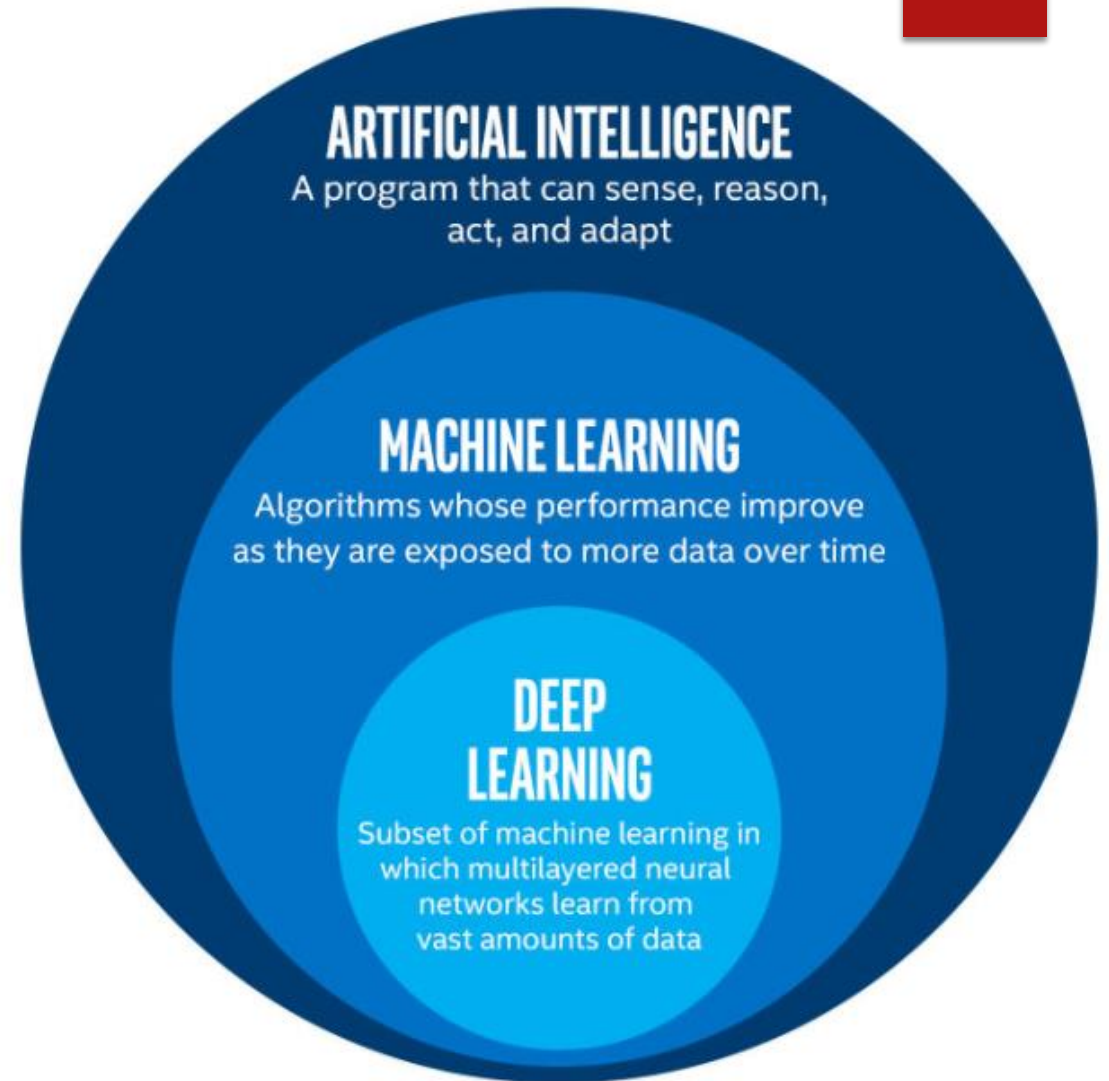 ARTIFICIAL INTELLIGENCE
A program that can sense, reason,
act, and adapt
MACHINE LEARNING
Algorithms whose performance improve
as they are exposed to more data over time
DEEP
LEARNING
Subset of machine learning in
which multilayered neural
networks learn from
vast amounts of data